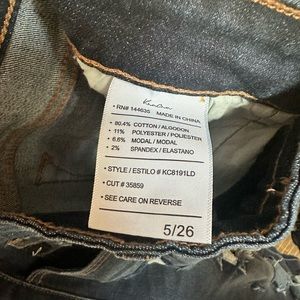 KanCan
• RN# 144635 MADE IN CHINA
• 80.4% COTTON / ALGODON
• 11% POLYESTER / POLIESTER
• 6.6% MODAL / MODAL
• 2% SPANDEX / ELASTANO
• STYLE / ESTILO # KC8191LD
• CUT # 35859
• SEE CARE ON REVERSE
5/26